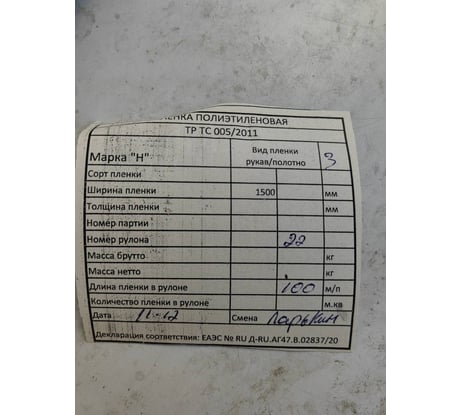 ЕНКА ПОЛИЭТИЛЕНОВАЯ
ТР ТС 005/2011
Марка "Н" Вид пленки рукав/полотно 3
Сорт пленки
Ширина пленки 1500 мм
Толщина пленки мм
Номер партии
Номер рулона 22
Масса брутто кг
Масса нетто кг
Длина пленки в рулоне 100 м/п
Количество пленки в рулоне м.кв
Дата 11-12 Смена Ларькин
Декларация соответствия: ЕАЭС № RU Д-RU.АГ47.В.02837/20